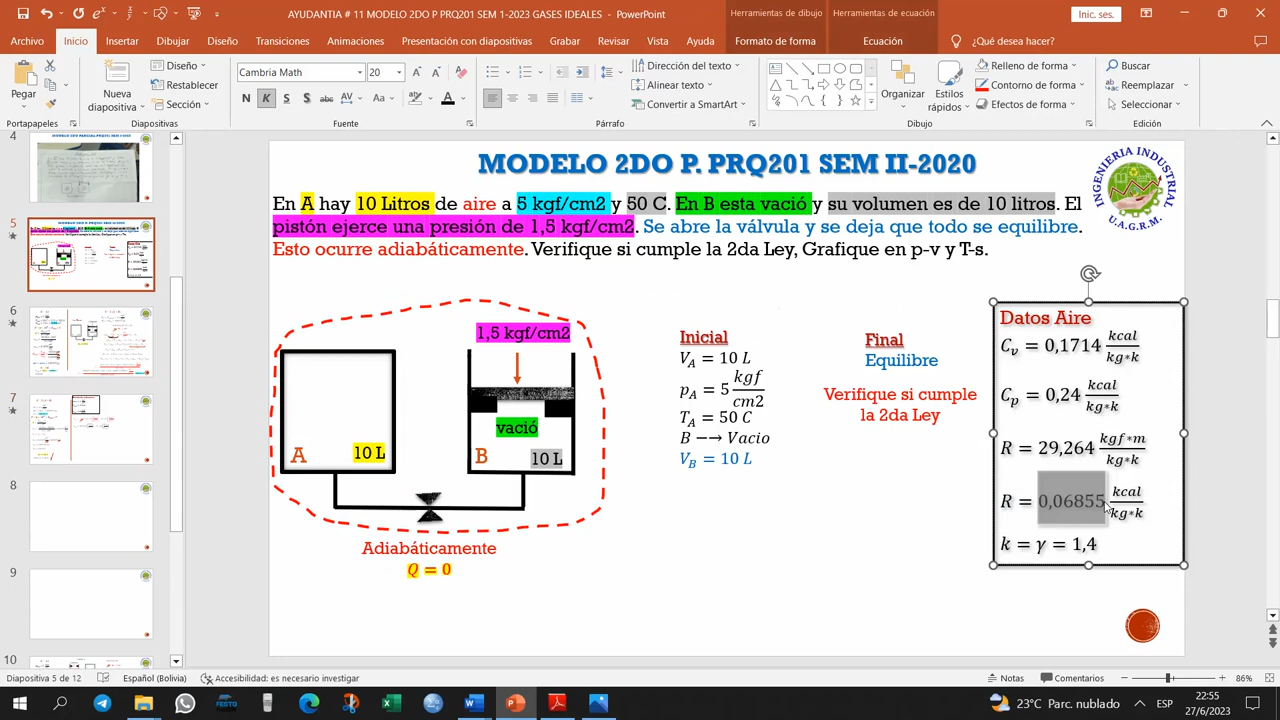 AYUDANTIA # 11 MODELO 2DO P PRQ201 SEM 1-2023 GASES IDEALES - PowerPoint
Herramientas de dibujo
Herramientas de ecuación
Inic. ses.
Archivo Inicio Insertar Dibujar Diseño Transiciones Animaciones Presentación con diapositivas Grabar Revisar Vista Ayuda Formato de forma Ecuación ¿Qué desea hacer?
Pegar
Nueva diapositiva
Diseño
Restablecer
Sección
Cambria Math 20
N K S S abc AV Aa A
Dirección del texto
Alinear texto
Convertir a SmartArt
Organizar
Estilos rápidos
Relleno de forma
Contorno de forma
Efectos de forma
Buscar
Reemplazar
Seleccionar
Portapapeles Diapositivas Fuente Párrafo Dibujo Edición
4
5
6
8
9
10
MODELO 2DO P. PRQ201 SEM II-2020
INGENIERIA INDUSTRIAL
U.A.G.R.M.
En A hay 10 Litros de aire a 5 kgf/cm2 y 50 C. En B esta vació y su volumen es de 10 litros. El
pistón ejerce una presión de 1,5 kgf/cm2. Se abre la válvula y se deja que todo se equilibre.
Esto ocurre adiabáticamente. Verifique si cumple la 2da Ley, Grafique en p-v y T-s.
1,5 kgf/cm2
vació
A
10 L
B
10 L
Adiabáticamente
Q = 0
Inicial
V_A = 10 L
p_A = 5 kgf/cm2
T_A = 50 C
B −→ Vacio
V_B = 10 L
Final
Equilibre
Verifique si cumple
la 2da Ley
Datos Aire
C_v = 0,1714 kcal/kg∗k
C_p = 0,24 kcal/kg∗k
R = 29,264 kgf∗m/kg∗k
R = 0,06855 kcal/kg∗k
k = γ = 1,4
Diapositiva 5 de 12
Español (Bolivia)
Accesibilidad: es necesario investigar
Notas
Comentarios
86%
FESTO
23°C Parc. nublado
ESP
22:55
27/6/2023